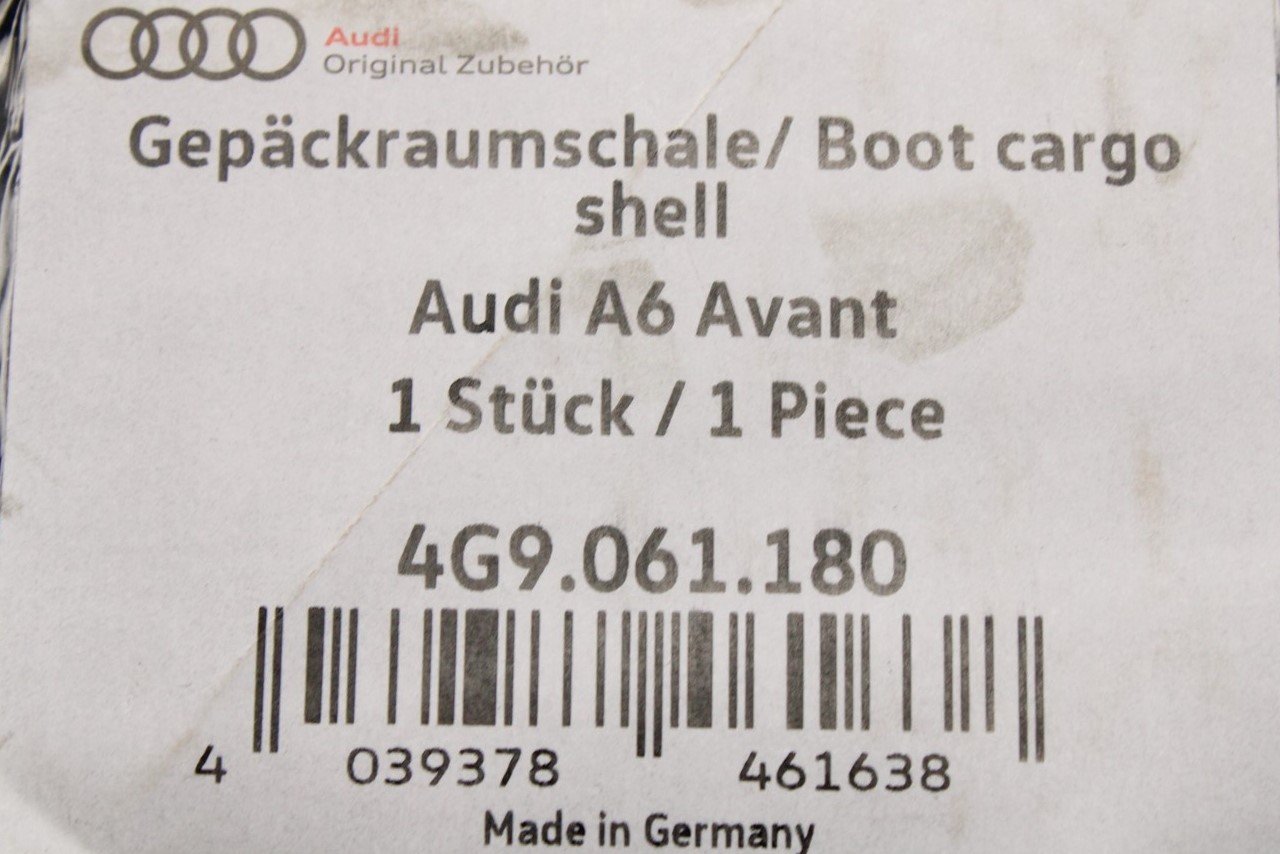 Audi
Original Zubehör
Gepäckraumschale/ Boot cargo
shell
Audi A6 Avant
1 Stück / 1 Piece
4G9.061.180
4 039378 461638
Made in Germany